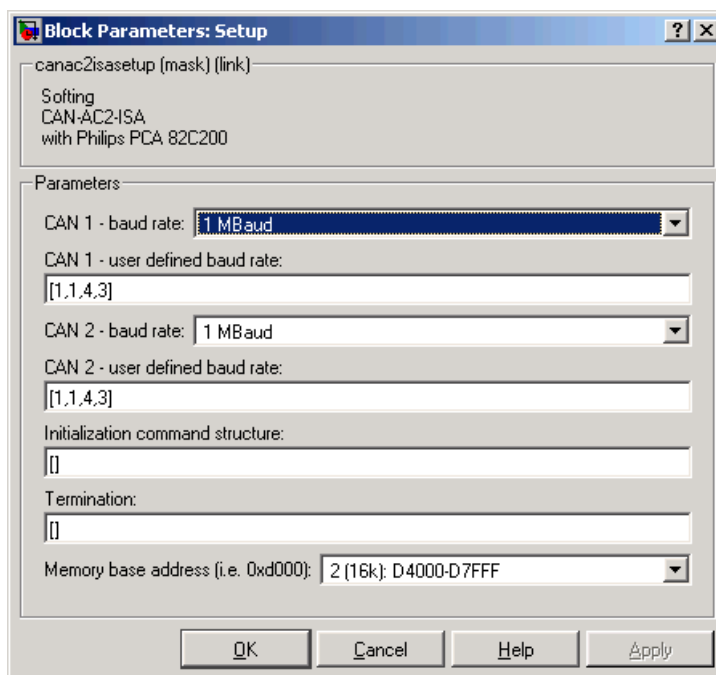 Block Parameters: Setup
canac2isasetup (mask) (link)
Softing
CAN-AC2-ISA
with Philips PCA 82C200
Parameters
CAN 1 - baud rate: 1 MBaud
CAN 1 - user defined baud rate:
[1,1,4,3]
CAN 2 - baud rate: 1 MBaud
CAN 2 - user defined baud rate:
[1,1,4,3]
Initialization command structure:
[]
Termination:
[]
Memory base address (i.e. 0xd000): 2 (16k): D4000-D7FFF
OK Cancel Help Apply